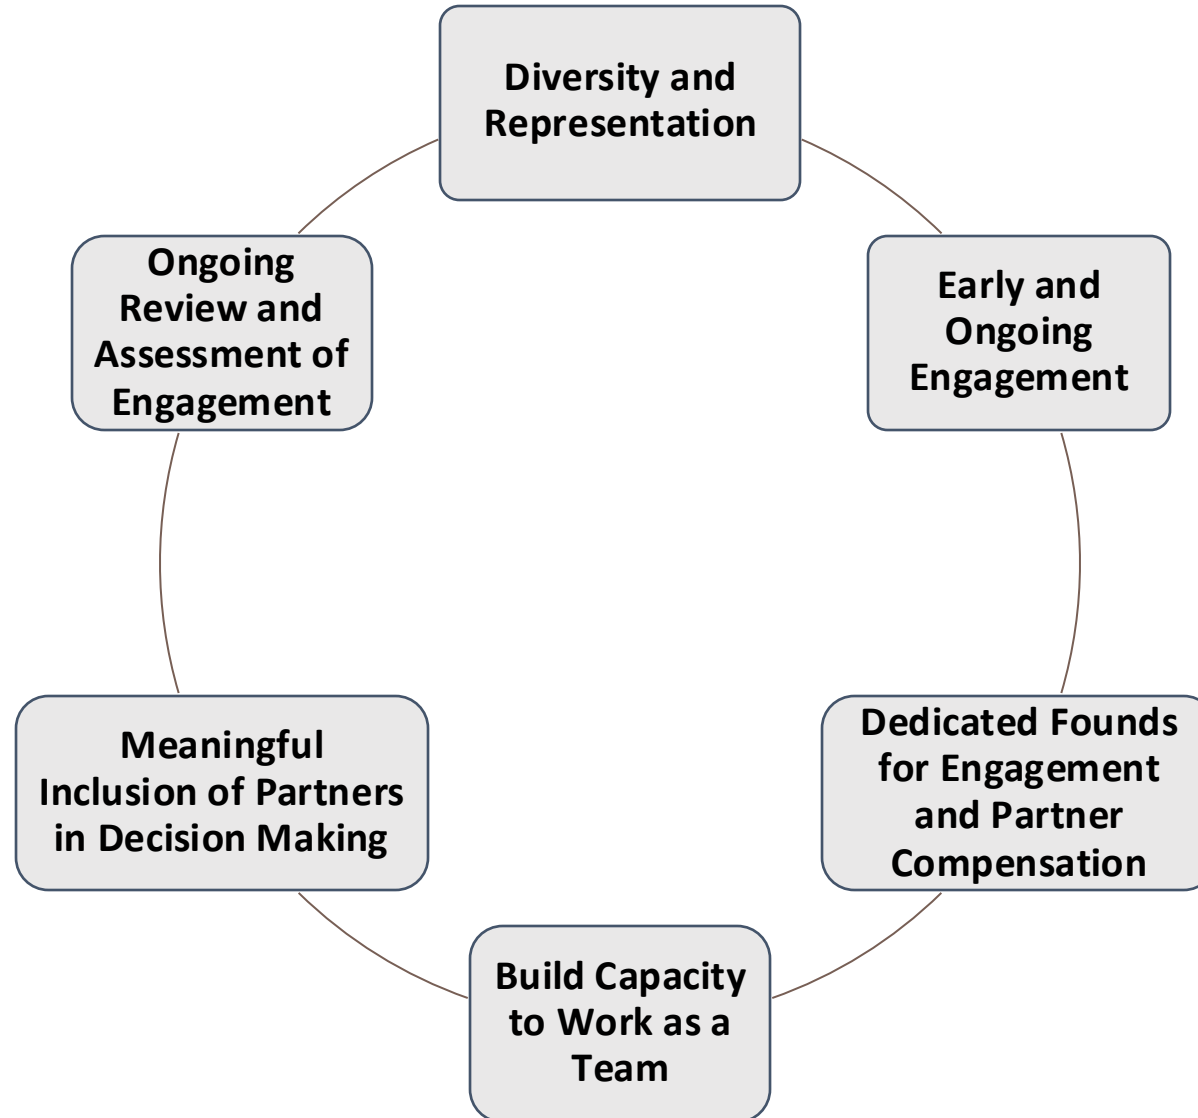 Diversity and
Representation
Early and
Ongoing
Engagement
Dedicated Founds
for Engagement
and Partner
Compensation
Build Capacity
to Work as a
Team
Meaningful
Inclusion of Partners
in Decision Making
Ongoing
Review and
Assessment of
Engagement